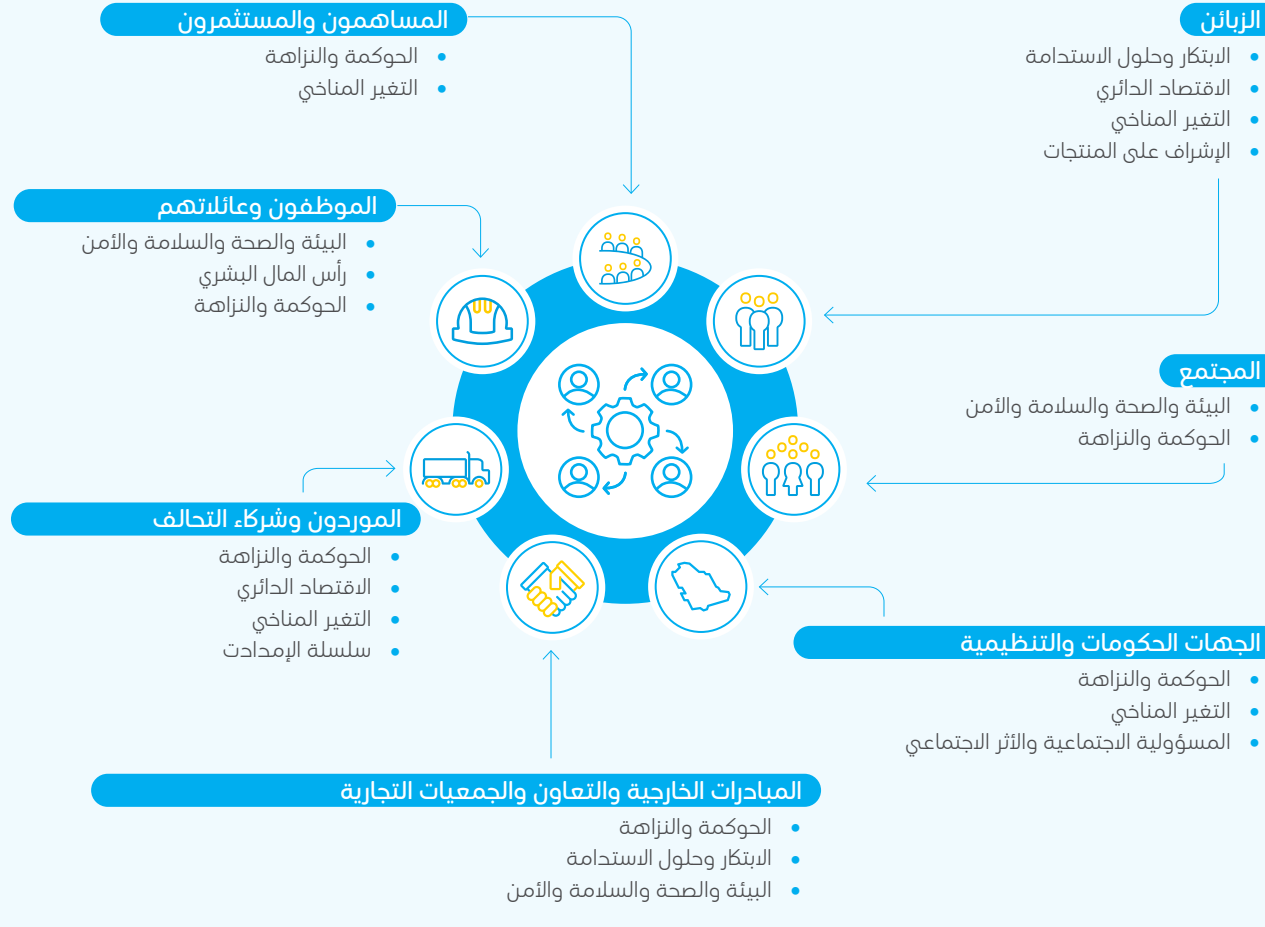 الزبائن
• الابتكار وحلول الاستدامة
• الاقتصاد الدائري
• التغير المناخي
• الإشراف على المنتجات
المساهمون والمستثمرون
• الحوكمة والنزاهة
• التغير المناخي
الموظفون وعائلاتهم
• البيئة والصحة والسلامة والأمن
• رأس المال البشري
• الحوكمة والنزاهة
المجتمع
• البيئة والصحة والسلامة والأمن
• الحوكمة والنزاهة
الموردون وشركاء التحالف
• الحوكمة والنزاهة
• الاقتصاد الدائري
• التغير المناخي
• سلسلة الإمدادت
الجهات الحكومات والتنظيمية
• الحوكمة والنزاهة
• التغير المناخي
• المسؤولية الاجتماعية والأثر الاجتماعي
المبادرات الخارجية والتعاون والجمعيات التجارية
• الحوكمة والنزاهة
• الابتكار وحلول الاستدامة
• البيئة والصحة والسلامة والأمن